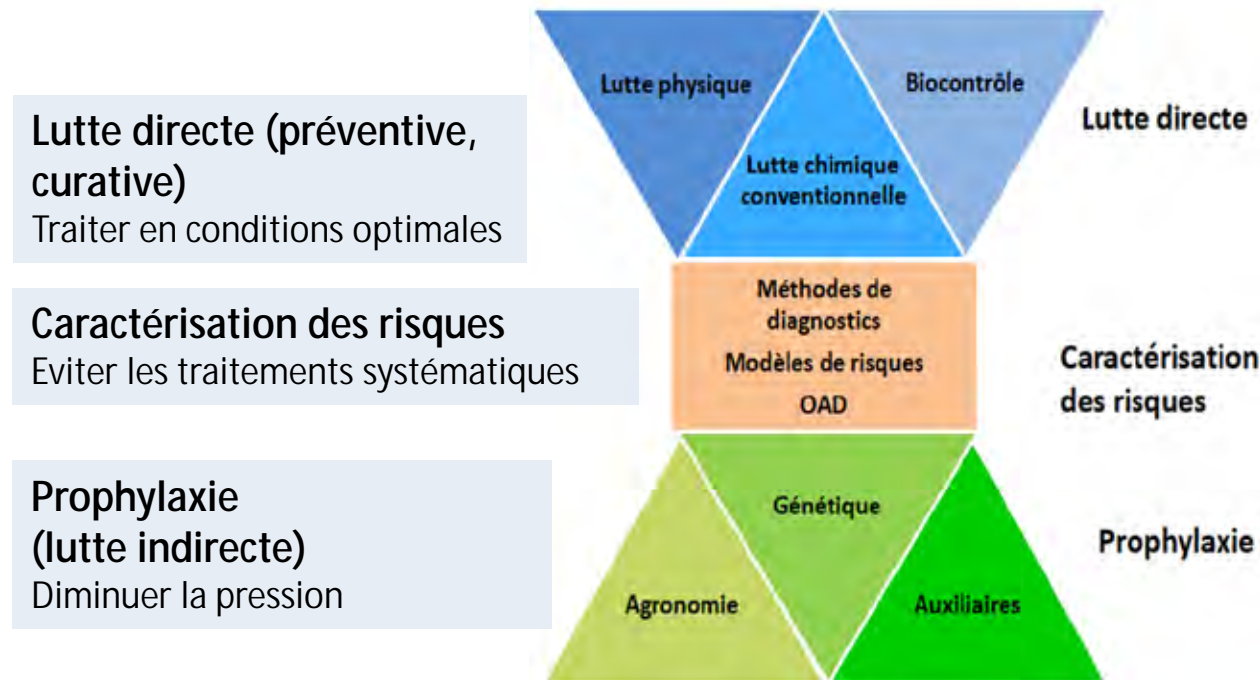 Lutte directe (préventive,
curative)
Traiter en conditions optimales
Caractérisation des risques
Eviter les traitements systématiques
Prophylaxie
(lutte indirecte)
Diminuer la pression
Lutte physique
Biocontrôle
Lutte chimique
conventionnelle
Lutte directe
Méthodes de
diagnostics
Modèles de risques
OAD
Caractérisation
des risques
Génétique
Agronomie
Auxiliaires
Prophylaxie